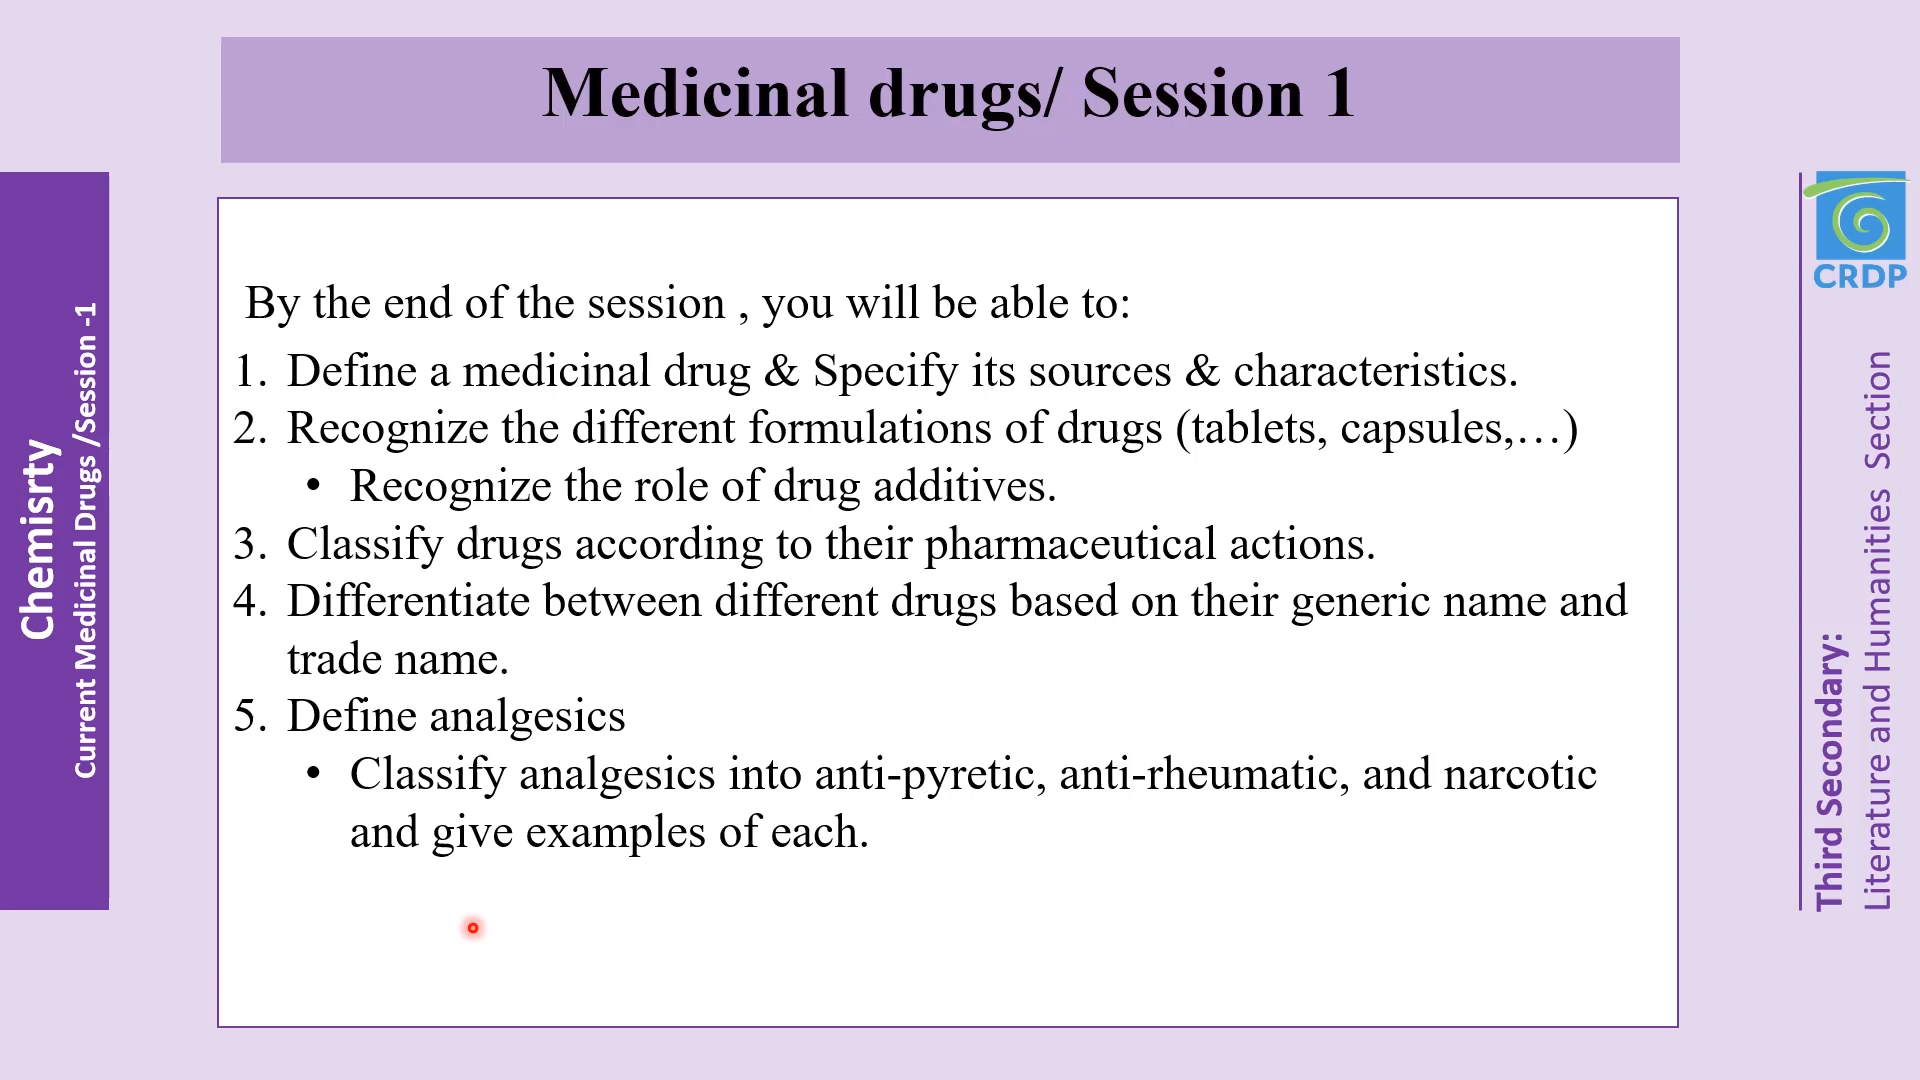 Medicinal drugs/ Session 1
By the end of the session , you will be able to:
1. Define a medicinal drug & Specify its sources & characteristics.
2. Recognize the different formulations of drugs (tablets, capsules,…)
• Recognize the role of drug additives.
3. Classify drugs according to their pharmaceutical actions.
4. Differentiate between different drugs based on their generic name and
trade name.
5. Define analgesics
• Classify analgesics into anti-pyretic, anti-rheumatic, and narcotic
and give examples of each.
Chemisrty
Current Medicinal Drugs /Session -1
CRDP
Third Secondary:
Literature and Humanities Section